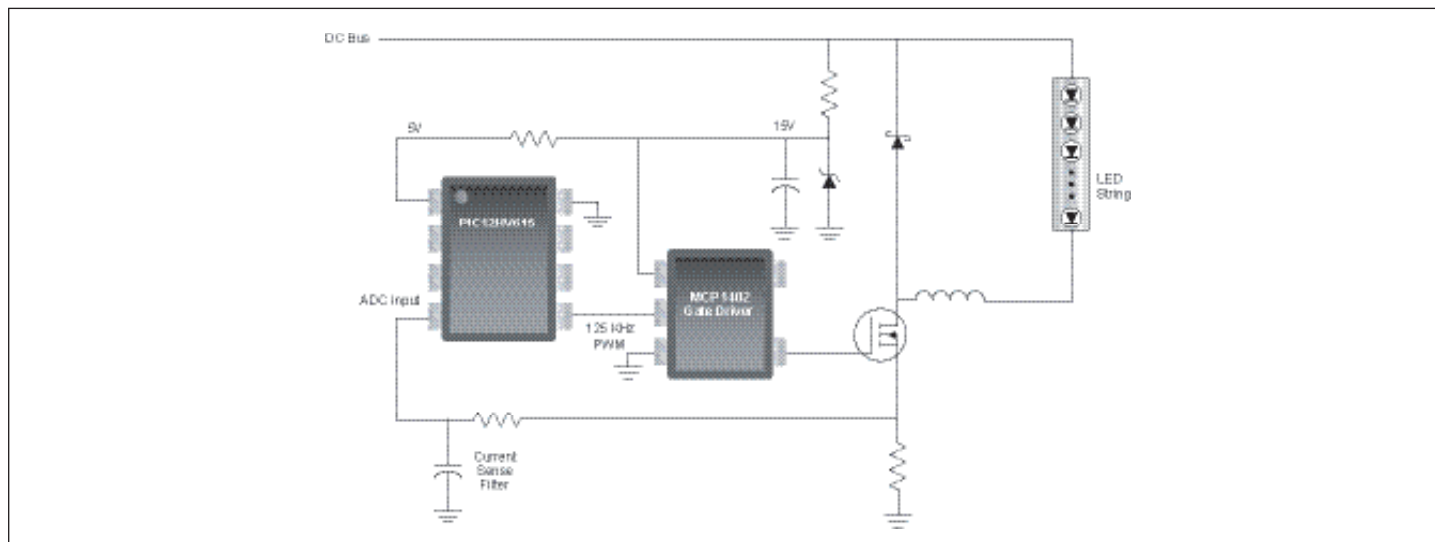 DC Bus
5V
15V
LED
String
PIC12HV615
ADC input
MCP1402
Gate Driver
125 KHz
PWM
Current
Sense
Filter